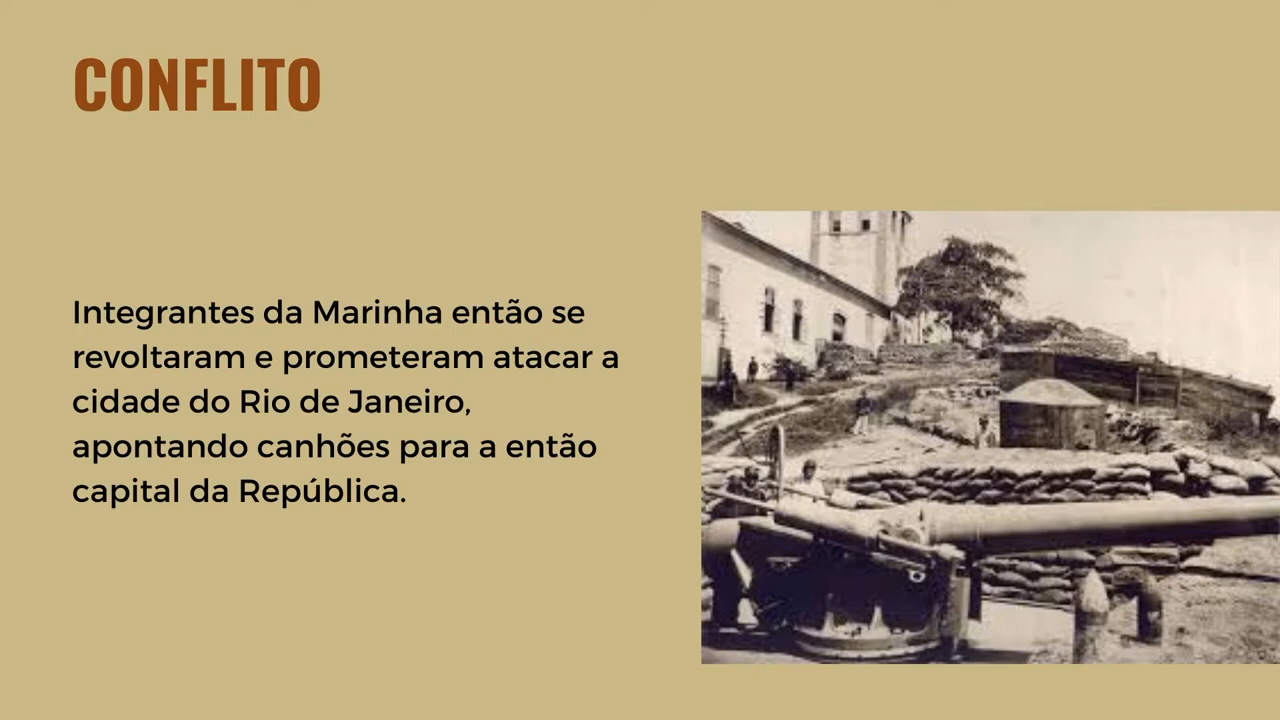 CONFLITO
Integrantes da Marinha então se
revoltaram e prometeram atacar a
cidade do Rio de Janeiro,
apontando canhões para a então
capital da República.